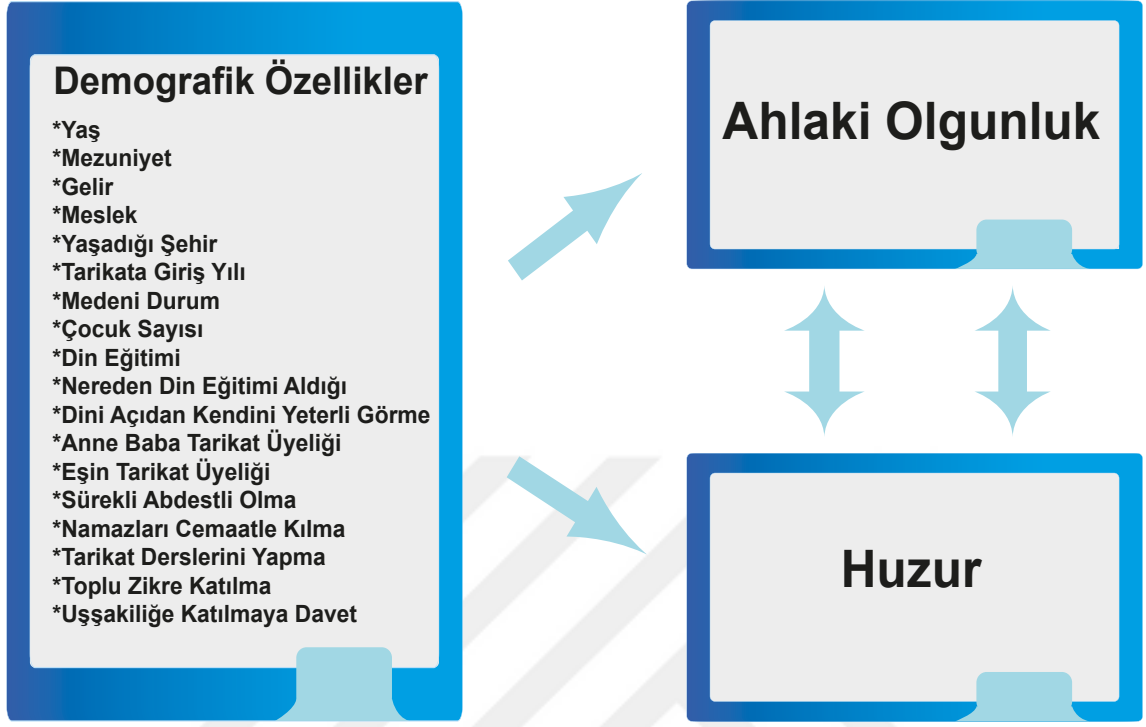 Demografik Özellikler
*Yaş
*Mezuniyet
*Gelir
*Meslek
*Yaşadığı Şehir
*Tarikata Giriş Yılı
*Medeni Durum
*Çocuk Sayısı
*Din Eğitimi
*Nereden Din Eğitimi Aldığı
*Dini Açıdan Kendini Yeterli Görme
*Anne Baba Tarikat Üyeliği
*Eşin Tarikat Üyeliği
*Sürekli Abdestli Olma
*Namazları Cemaatle Kılma
*Tarikat Derslerini Yapma
*Toplu Zikre Katılma
*Uşşakiliğe Katılmaya Davet
Ahlaki Olgunluk
Huzur